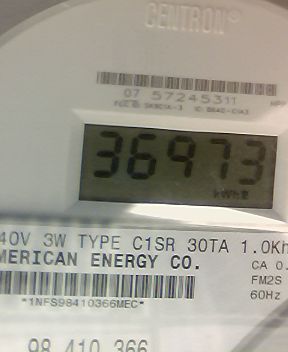 CENTRON®
07 57245311
36973
kWh
40V 3W TYPE C1SR 30TA 1.0Kh
MERICAN ENERGY CO.
CA 0.
FM2S
60Hz
*1NFS98410366MEC*
98 410 366